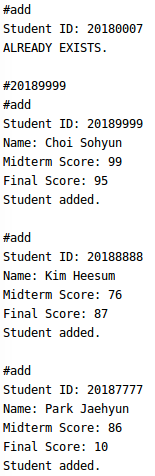 #add
Student ID: 20180007
ALREADY EXISTS.

#20189999
#add
Student ID: 20189999
Name: Choi Sohyun
Midterm Score: 99
Final Score: 95
Student added.

#add
Student ID: 20188888
Name: Kim Heesum
Midterm Score: 76
Final Score: 87
Student added.

#add
Student ID: 20187777
Name: Park Jaehyun
Midterm Score: 86
Final Score: 10
Student added.